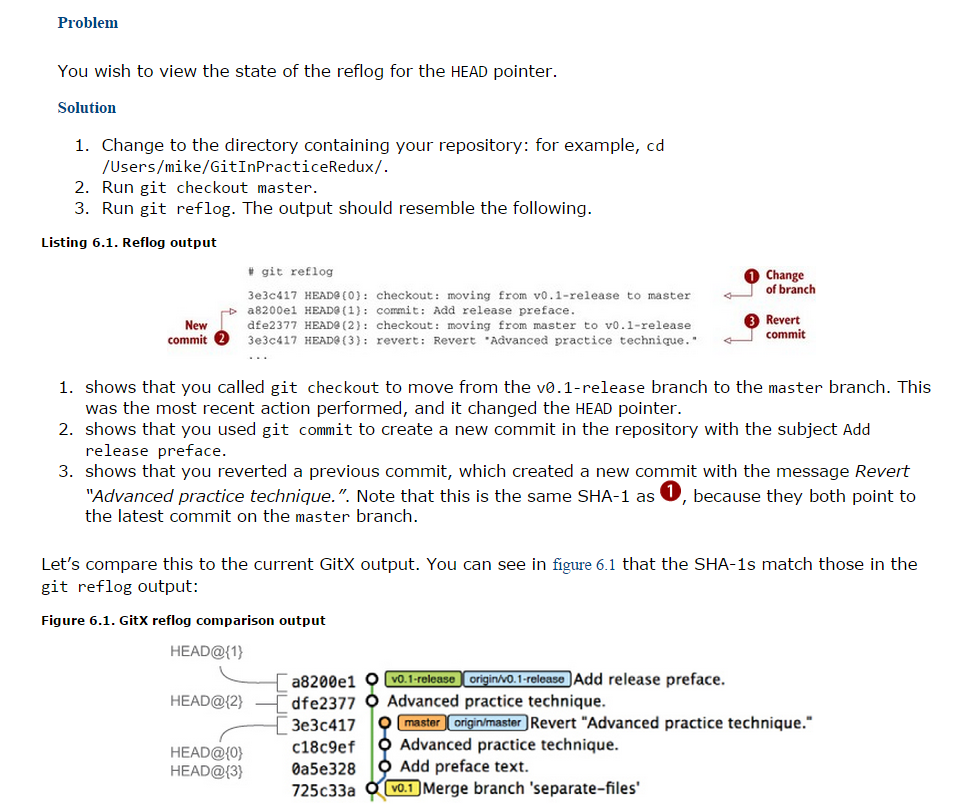 Problem
You wish to view the state of the reflog for the HEAD pointer.
Solution
1. Change to the directory containing your repository: for example, cd
/Users/mike/GitInPracticeRedux/.
2. Run git checkout master.
3. Run git reflog. The output should resemble the following.
Listing 6.1. Reflog output
# git reflog
3e3c417 HEAD@{0}: checkout: moving from v0.1-release to master
a8200e1 HEAD@{1}: commit: Add release preface.
dfe2377 HEAD@{2}: checkout: moving from master to v0.1-release
3e3c417 HEAD@{3}: revert: Revert "Advanced practice technique."
...
1 Change
of branch
New
commit 2
3 Revert
commit
1. shows that you called git checkout to move from the v0.1-release branch to the master branch. This
was the most recent action performed, and it changed the HEAD pointer.
2. shows that you used git commit to create a new commit in the repository with the subject Add
release preface.
3. shows that you reverted a previous commit, which created a new commit with the message Revert
“Advanced practice technique.”. Note that this is the same SHA-1 as 1, because they both point to
the latest commit on the master branch.
Let’s compare this to the current GitX output. You can see in figure 6.1 that the SHA-1s match those in the
git reflog output:
Figure 6.1. GitX reflog comparison output
HEAD@{1}
HEAD@{2}
HEAD@{0}
HEAD@{3}
a8200e1 v0.1-release origin/v0.1-release Add release preface.
dfe2377 Advanced practice technique.
3e3c417 master origin/master Revert "Advanced practice technique."
c18c9ef Advanced practice technique.
0a5e328 Add preface text.
725c33a v0.1 Merge branch 'separate-files'